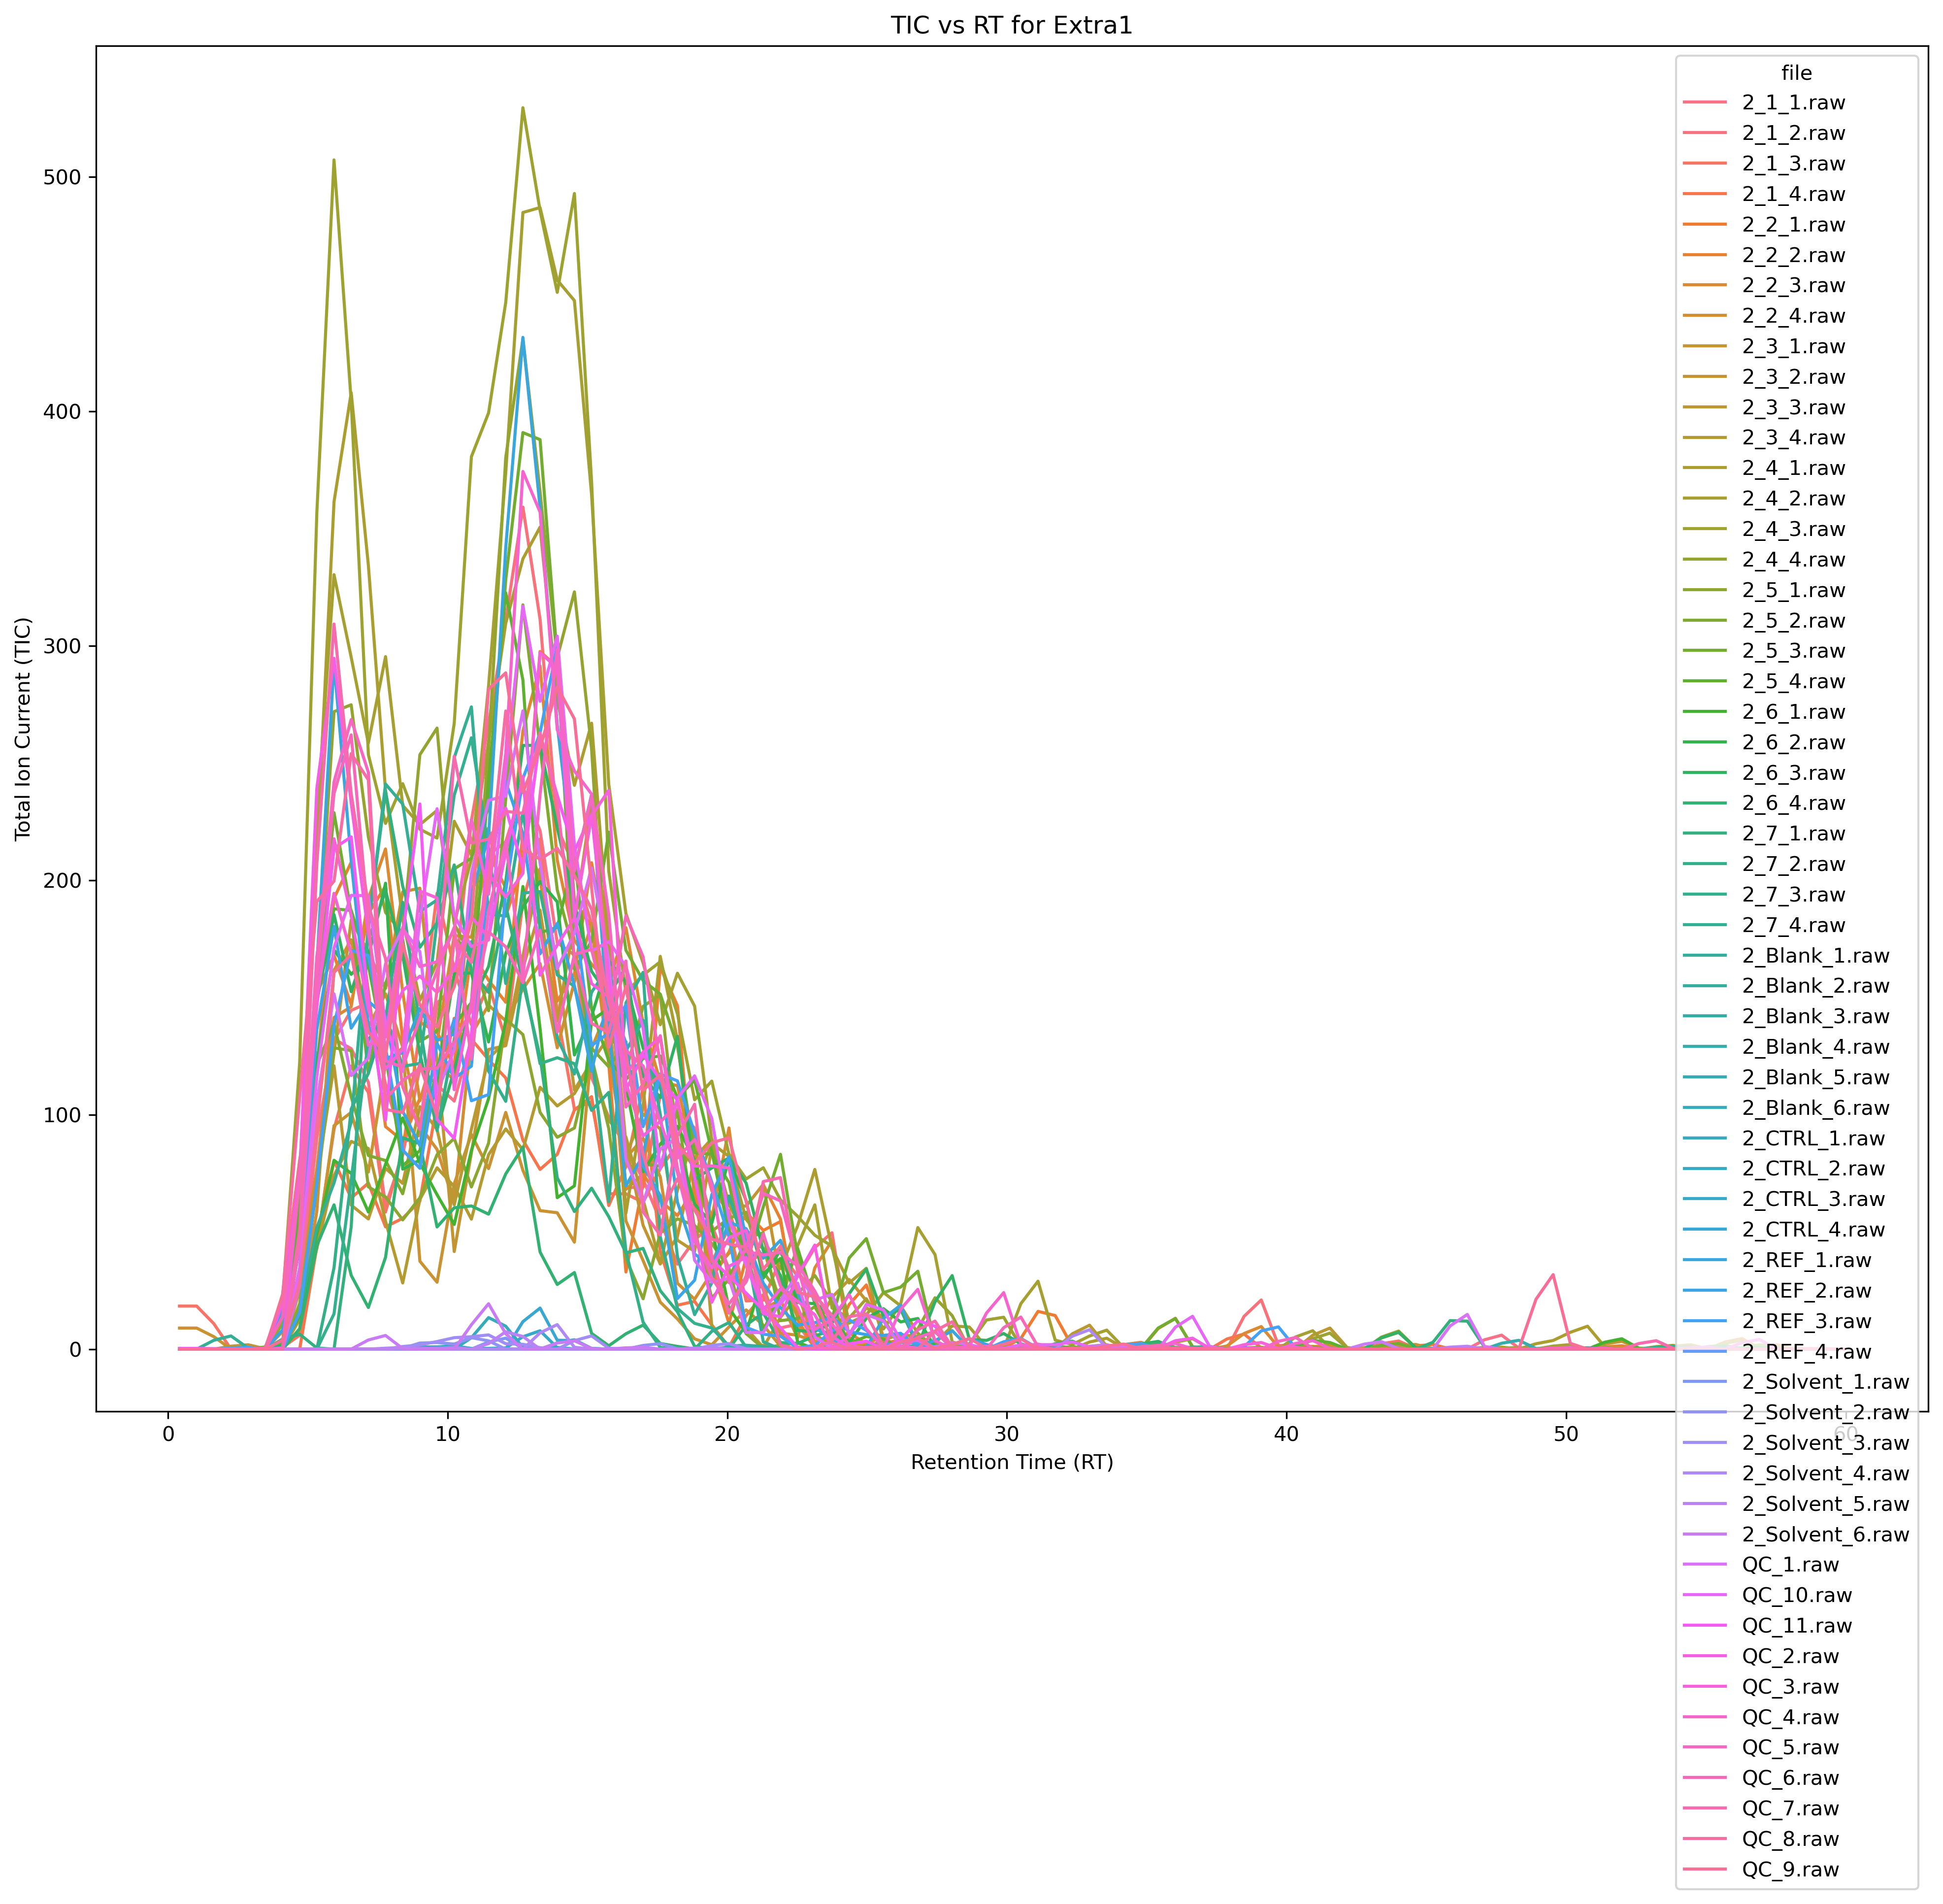 TIC vs RT for Extra1
Total Ion Current (TIC)
500
400
300
200
100
0
0
10
20
30
40
50
60
Retention Time (RT)
file
2_1_1.raw
2_1_2.raw
2_1_3.raw
2_1_4.raw
2_2_1.raw
2_2_2.raw
2_2_3.raw
2_2_4.raw
2_3_1.raw
2_3_2.raw
2_3_3.raw
2_3_4.raw
2_4_1.raw
2_4_2.raw
2_4_3.raw
2_4_4.raw
2_5_1.raw
2_5_2.raw
2_5_3.raw
2_5_4.raw
2_6_1.raw
2_6_2.raw
2_6_3.raw
2_6_4.raw
2_7_1.raw
2_7_2.raw
2_7_3.raw
2_7_4.raw
2_Blank_1.raw
2_Blank_2.raw
2_Blank_3.raw
2_Blank_4.raw
2_Blank_5.raw
2_Blank_6.raw
2_CTRL_1.raw
2_CTRL_2.raw
2_CTRL_3.raw
2_CTRL_4.raw
2_REF_1.raw
2_REF_2.raw
2_REF_3.raw
2_REF_4.raw
2_Solvent_1.raw
2_Solvent_2.raw
2_Solvent_3.raw
2_Solvent_4.raw
2_Solvent_5.raw
2_Solvent_6.raw
QC_1.raw
QC_10.raw
QC_11.raw
QC_2.raw
QC_3.raw
QC_4.raw
QC_5.raw
QC_6.raw
QC_7.raw
QC_8.raw
QC_9.raw